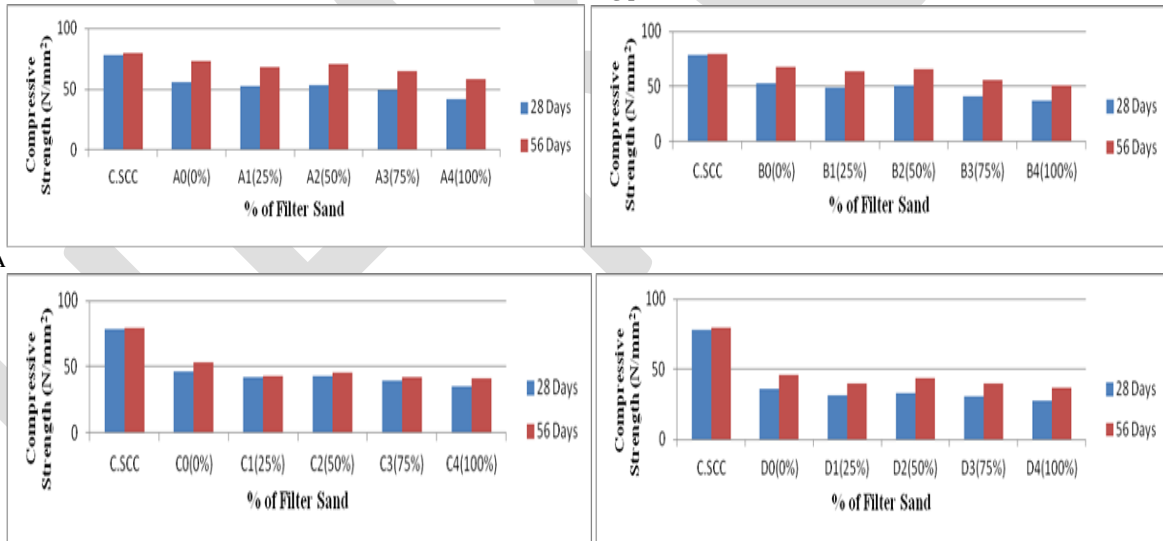 100
50
0
Compressive
Strength (N/mm²)
C.SCC A0(0%) A1(25%) A2(50%) A3(75%) A4(100%)
% of Filter Sand
28 Days
56 Days
100
50
0
Compressive
Strength (N/mm²)
C.SCC B0(0%) B1(25%) B2(50%) B3(75%) B4(100%)
% of Filter Sand
28 Days
56 Days
100
50
0
Compressive
Strength (N/mm²)
C.SCC C0(0%) C1(25%) C2(50%) C3(75%) C4(100%)
% of Filter Sand
28 Days
56 Days
100
50
0
Compressive
Strength (N/mm²)
C.SCC D0(0%) D1(25%) D2(50%) D3(75%) D4(100%)
% of Filter Sand
28 Days
56 Days